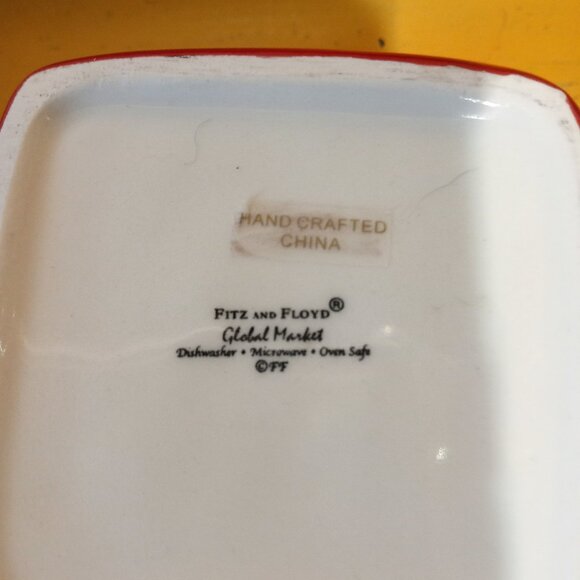 HAND CRAFTED
CHINA
FITZ AND FLOYD®
Global Market
Dishwasher • Microwave • Oven Safe
©FF